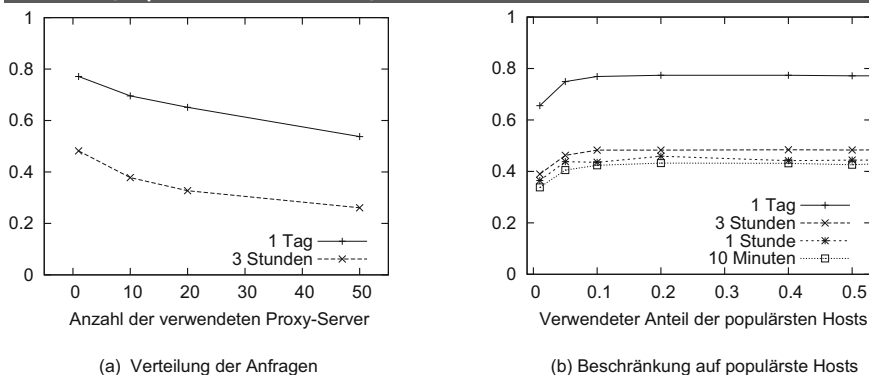 1
0.8
0.6
0.4
0.2
0
0 10 20 30 40 50
1 Tag
3 Stunden
Anzahl der verwendeten Proxy-Server
(a) Verteilung der Anfragen
1
0.8
0.6
0.4
0.2
0
0 0.1 0.2 0.3 0.4 0.5
1 Tag
3 Stunden
1 Stunde
10 Minuten
Verwendeter Anteil der populärsten Hosts
(b) Beschränkung auf populärste Hosts